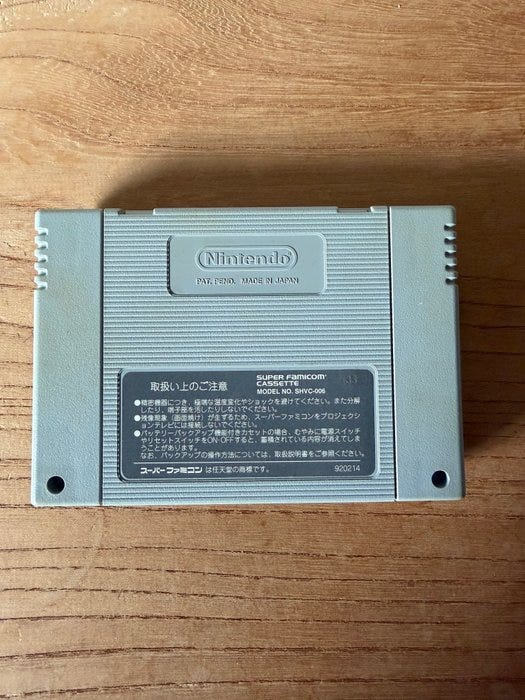 Nintendo
PAT. PEND. MADE IN JAPAN
取扱い上のご注意
SUPER FAMICOM
CASSETTE
MODEL NO. SHVC-006
●精密機器につき、極端な温度変化やショックを避けてください。また分解
したり、端子部を汚したりしないでください。
●残像現象(画面焼け)が生ずるため、スーパーファミコンをプロジェクシ
ョンテレビには接続しないでください。
●バッテリーバックアップ機能付きカセットの場合、むやみに電源スイッチ
やリセットスイッチをON-OFFすると、蓄積されている内容が消えてしま
うことがあります。
なお、バックアップの操作方法については、取扱説明書をご参照ください。
スーパーファミコン は任天堂の商標です。
920214